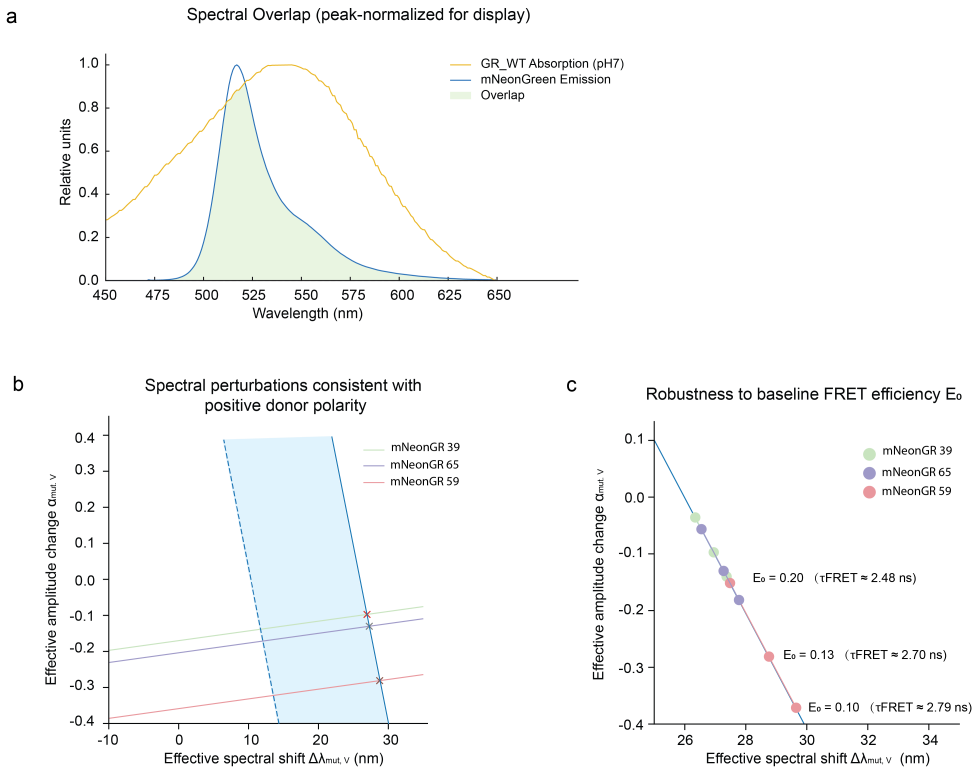 a
Spectral Overlap (peak-normalized for display)
GR_WT Absorption (pH7)
mNeonGreen Emission
Overlap
Relative units
1.0
0.8
0.6
0.4
0.2
0.0
450 475 500 525 550 575 600 625 650
Wavelength (nm)
b
Spectral perturbations consistent with
positive donor polarity
mNeonGR 39
mNeonGR 65
mNeonGR 59
Effective amplitude change αmut, V
0.4
0.3
0.2
0.1
0.0
-0.1
-0.2
-0.3
-0.4
-10 0 10 20 30
Effective spectral shift Δλmut, V (nm)
c
Robustness to baseline FRET efficiency E₀
mNeonGR 39
mNeonGR 65
mNeonGR 59
Effective amplitude change αmut, V
0.1
0.0
-0.1
-0.2
-0.3
-0.4
E₀ = 0.20 (τFRET ≈ 2.48 ns)
E₀ = 0.13 (τFRET ≈ 2.70 ns)
E₀ = 0.10 (τFRET ≈ 2.79 ns)
26 28 30 32 34
Effective spectral shift Δλmut, V (nm)